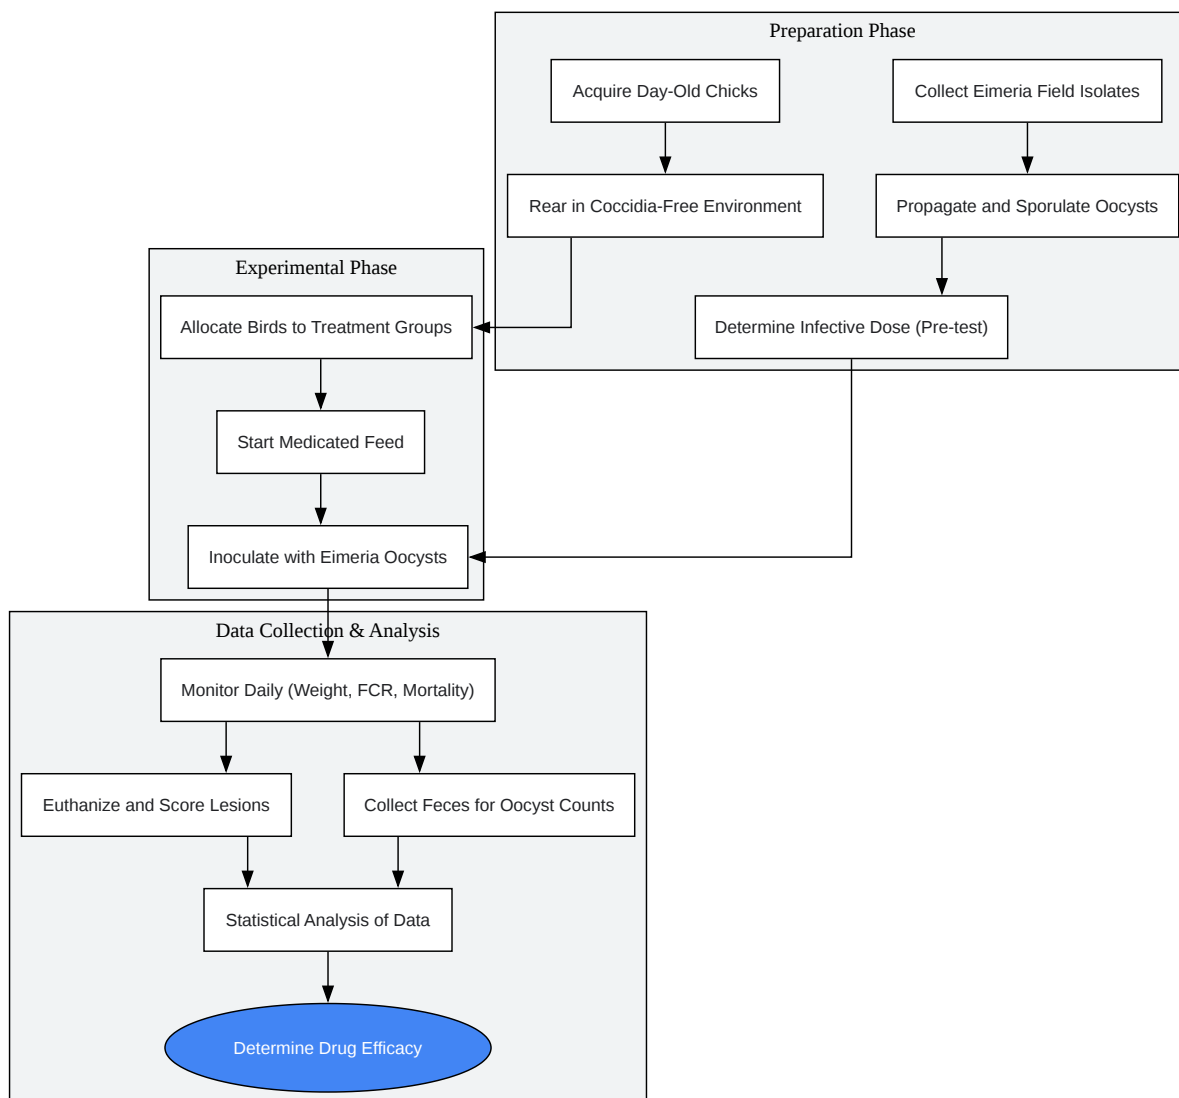 Preparation Phase
Acquire Day-Old Chicks
Collect Eimeria Field Isolates
Rear in Coccidia-Free Environment
Propagate and Sporulate Oocysts
Determine Infective Dose (Pre-test)
Experimental Phase
Allocate Birds to Treatment Groups
Start Medicated Feed
Inoculate with Eimeria Oocysts
Data Collection & Analysis
Monitor Daily (Weight, FCR, Mortality)
Euthanize and Score Lesions
Collect Feces for Oocyst Counts
Statistical Analysis of Data
Determine Drug Efficacy